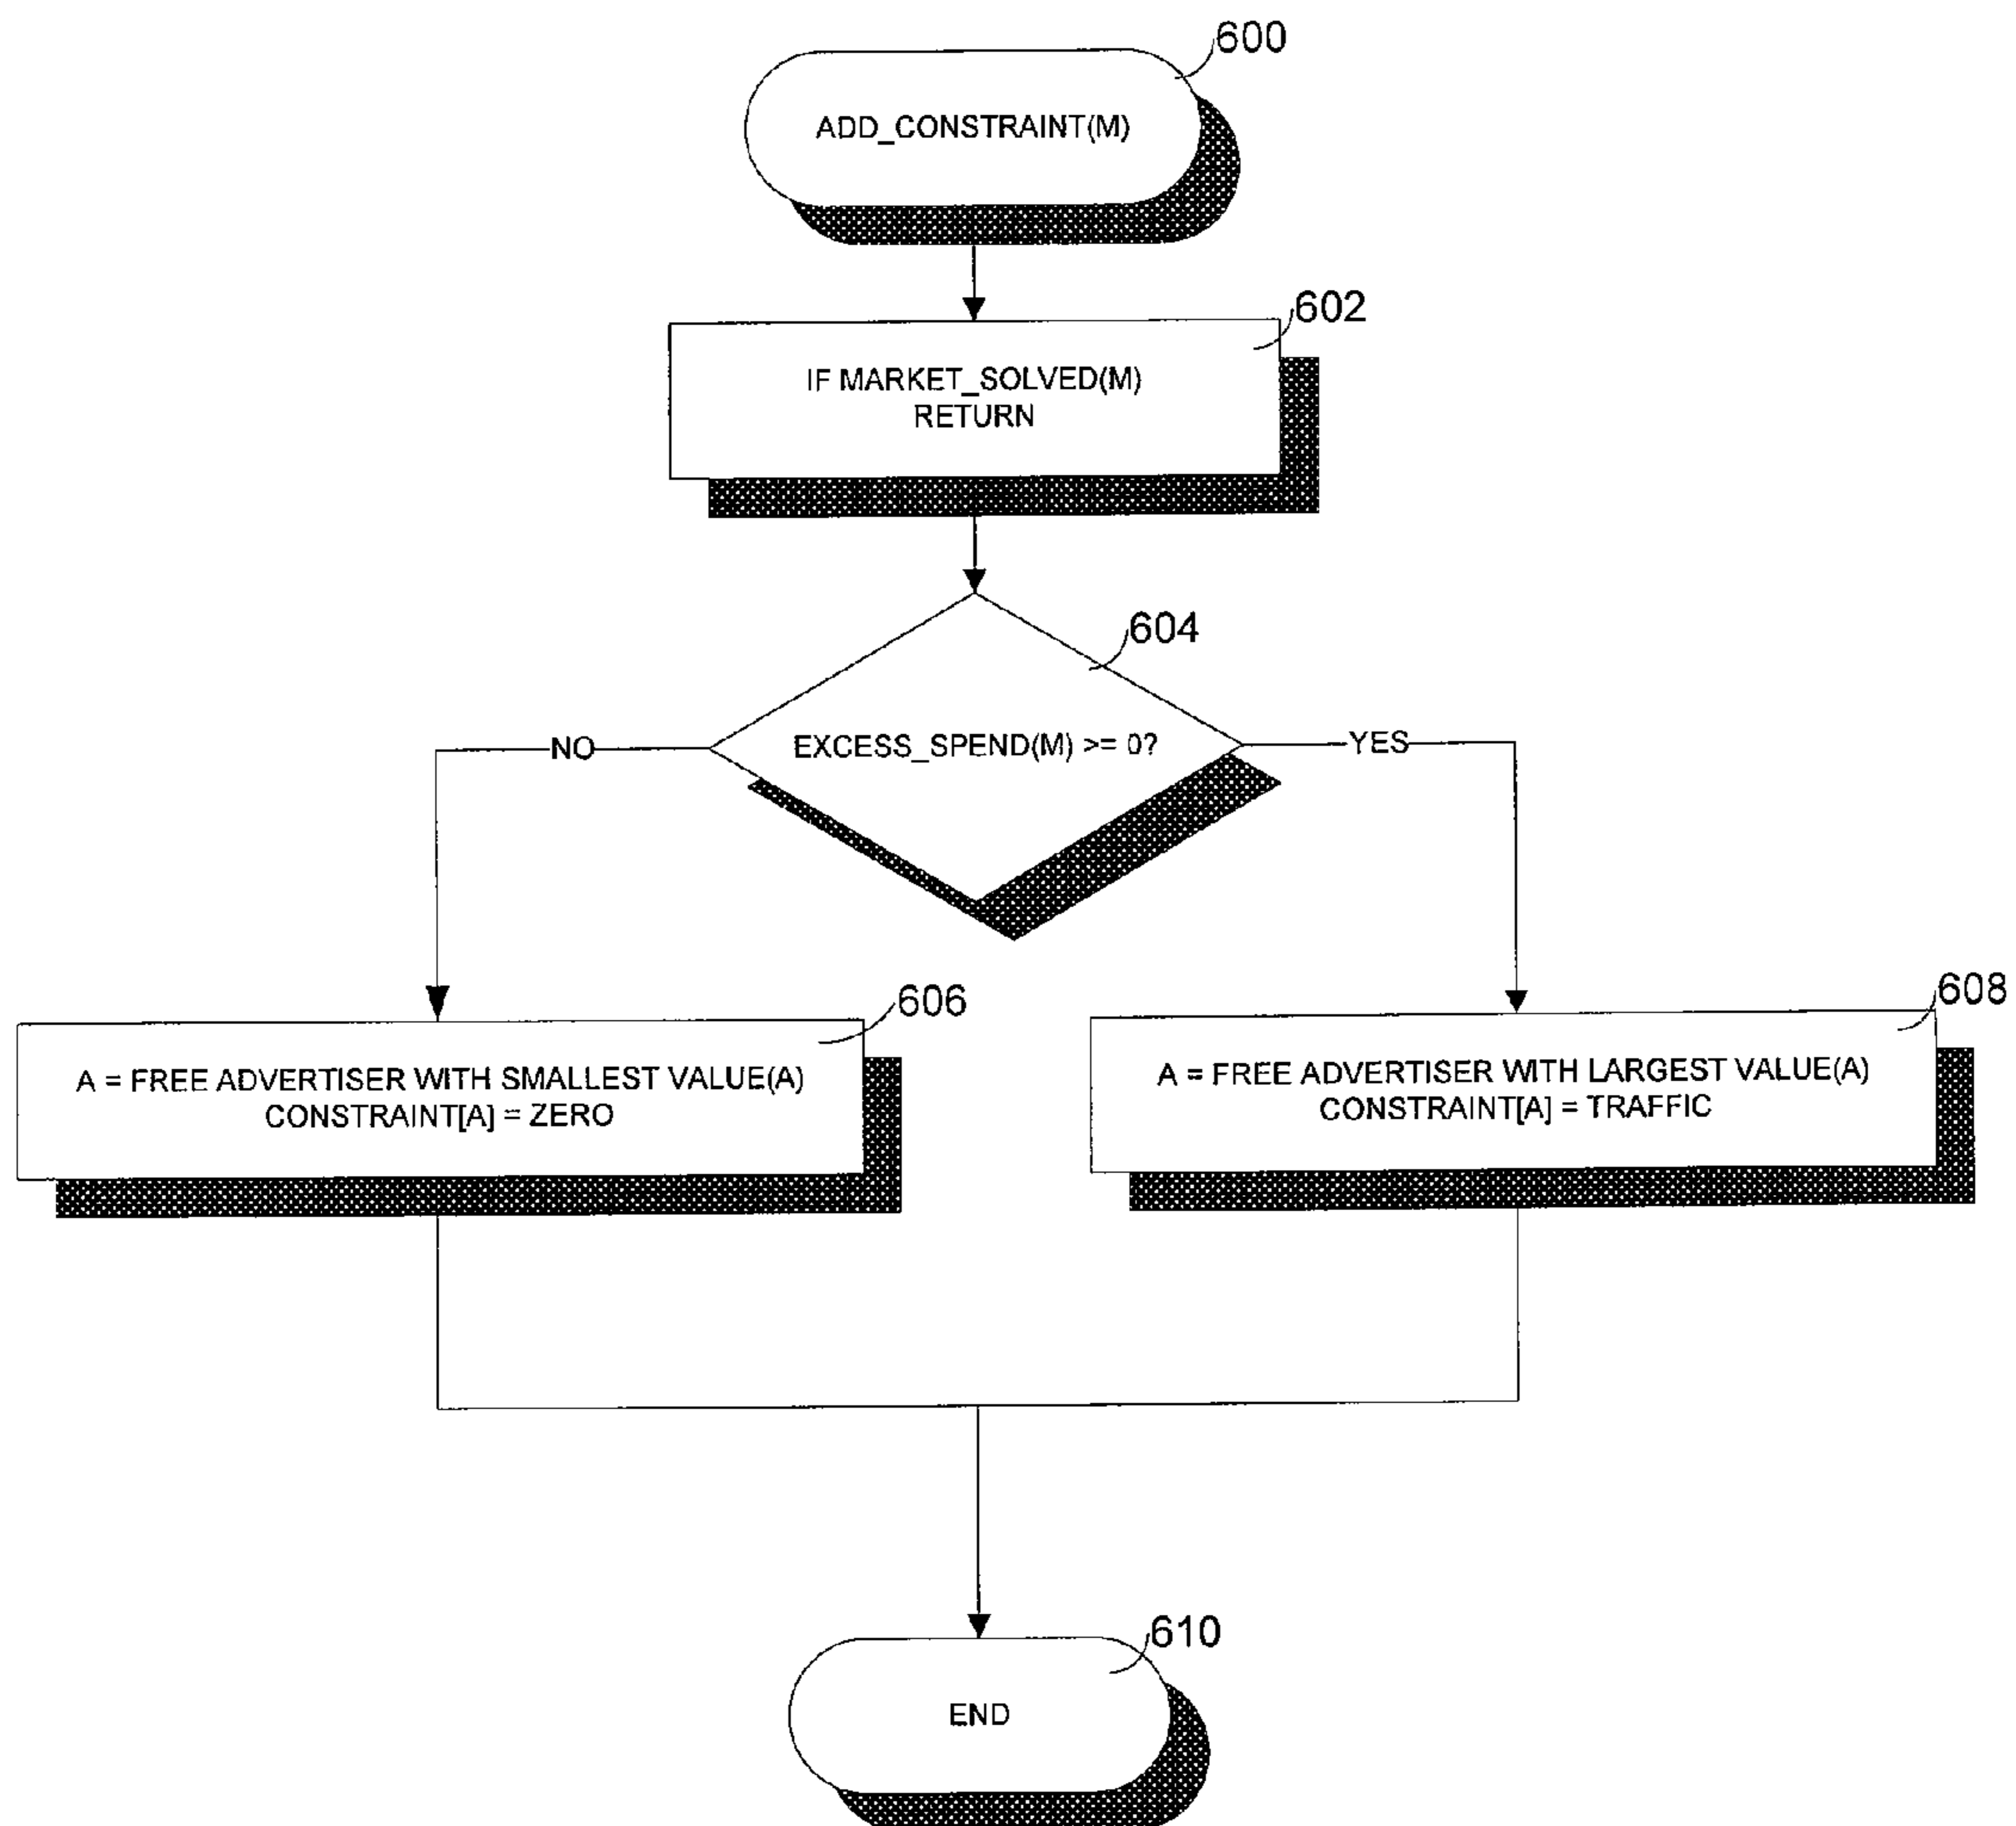 600
ADD_CONSTRAINT(M)
602
IF MARKET_SOLVED(M)
RETURN
604
EXCESS_SPEND(M) >= 0?
NO
YES
606
A = FREE ADVERTISER WITH SMALLEST VALUE(A)
CONSTRAINT[A] = ZERO
608
A = FREE ADVERTISER WITH LARGEST VALUE(A)
CONSTRAINT[A] = TRAFFIC
610
END